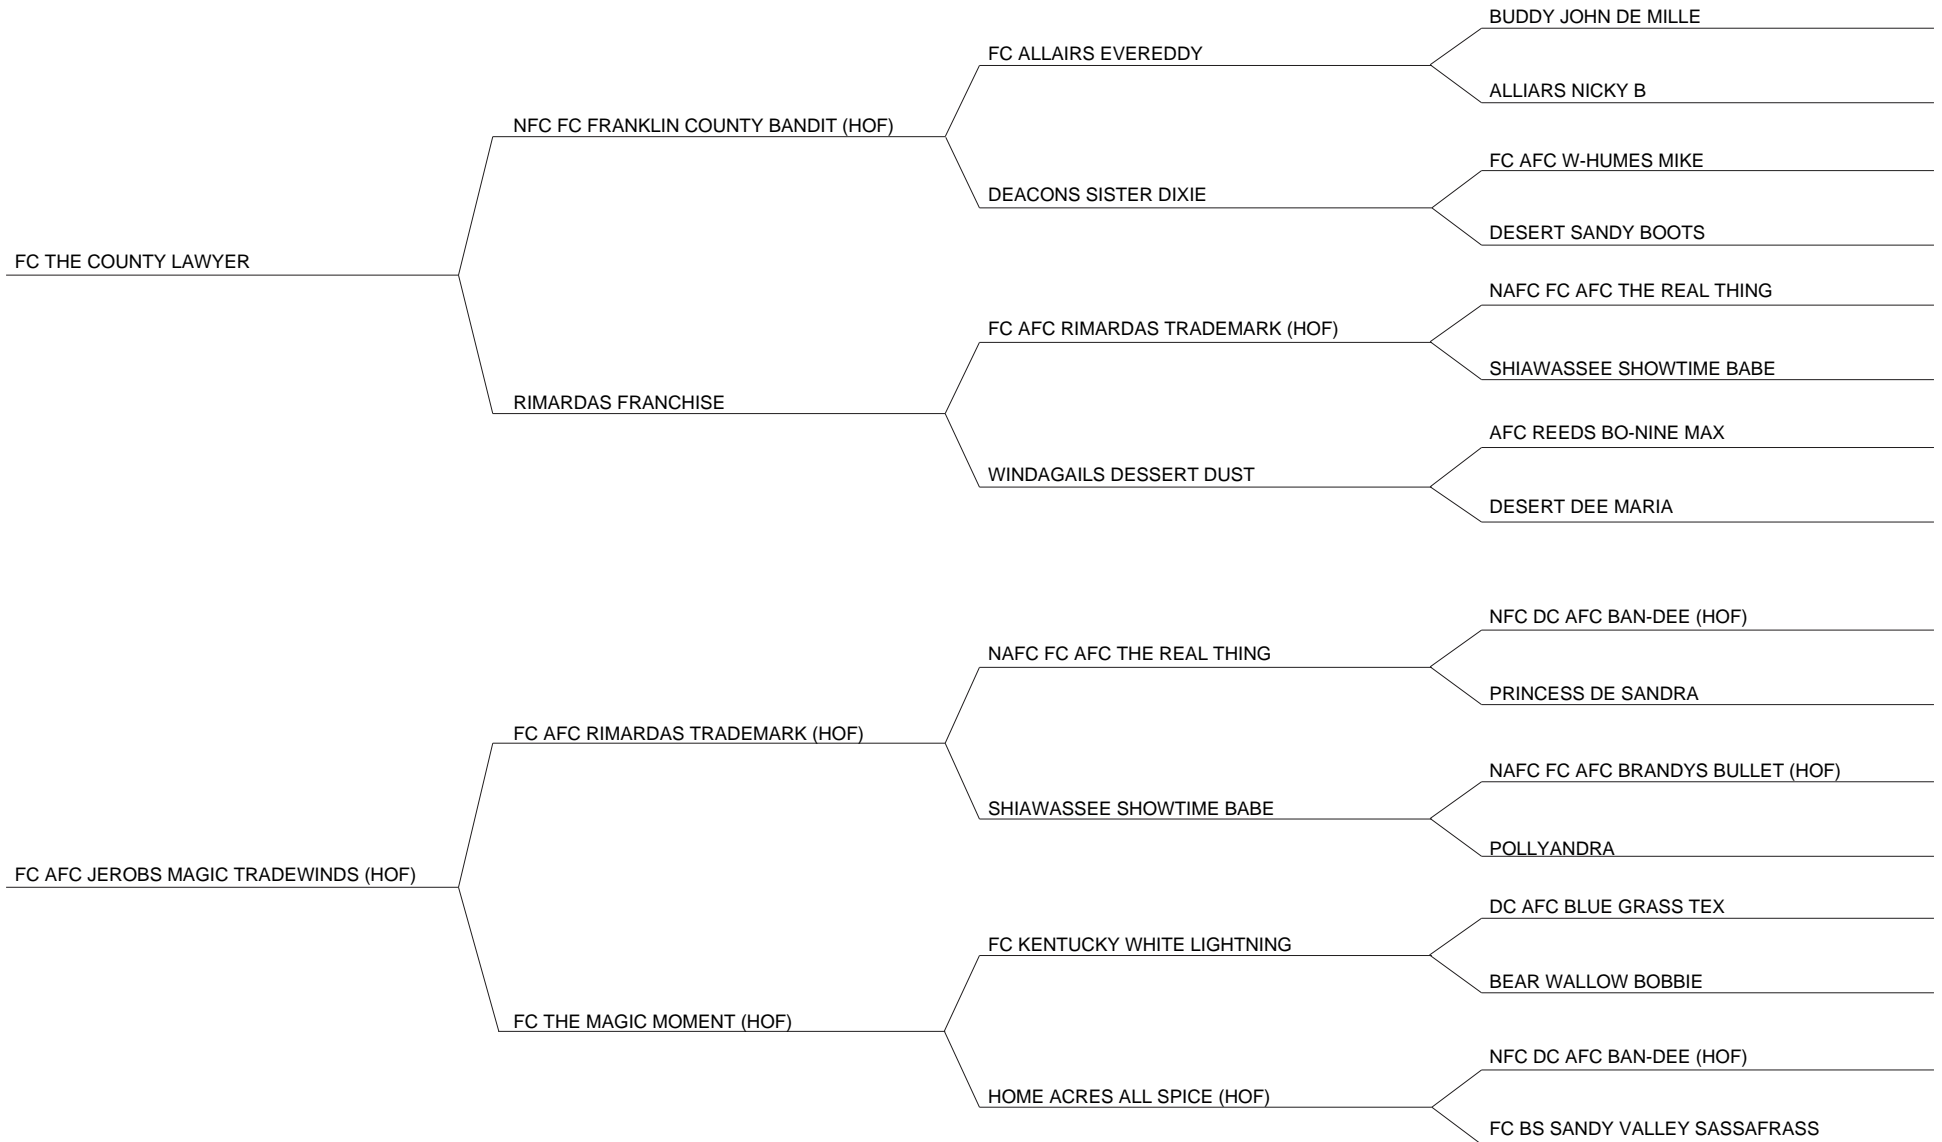 BUDDY JOHN DE MILLE
FC ALLAIRS EVEREDDY
ALLIARS NICKY B
NFC FC FRANKLIN COUNTY BANDIT (HOF)
FC AFC W-HUMES MIKE
DEACONS SISTER DIXIE
DESERT SANDY BOOTS
FC THE COUNTY LAWYER
NAFC FC AFC THE REAL THING
FC AFC RIMARDAS TRADEMARK (HOF)
SHIAWASSEE SHOWTIME BABE
RIMARDAS FRANCHISE
AFC REEDS BO-NINE MAX
WINDAGAILS DESSERT DUST
DESERT DEE MARIA
NFC DC AFC BAN-DEE (HOF)
NAFC FC AFC THE REAL THING
PRINCESS DE SANDRA
FC AFC RIMARDAS TRADEMARK (HOF)
NAFC FC AFC BRANDYS BULLET (HOF)
SHIAWASSEE SHOWTIME BABE
POLLYANDRA
FC AFC JEROBS MAGIC TRADEWINDS (HOF)
DC AFC BLUE GRASS TEX
FC KENTUCKY WHITE LIGHTNING
BEAR WALLOW BOBBIE
FC THE MAGIC MOMENT (HOF)
NFC DC AFC BAN-DEE (HOF)
HOME ACRES ALL SPICE (HOF)
FC BS SANDY VALLEY SASSAFRASS